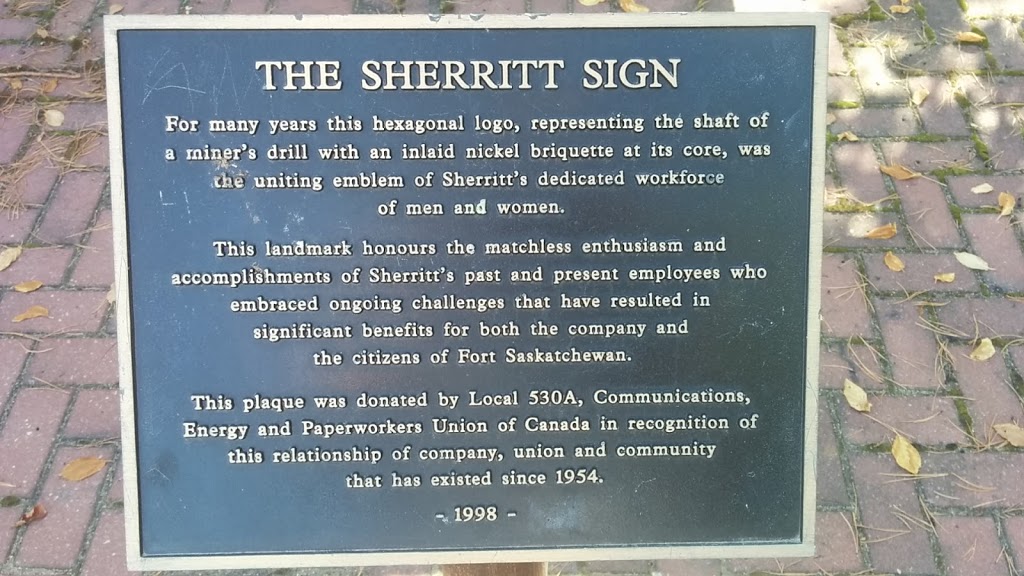 THE SHERRITT SIGN
For many years this hexagonal logo, representing the shaft of
a miner's drill with an inlaid nickel briquette at its core, was
the uniting emblem of Sherritt's dedicated workforce
of men and women.
This landmark honours the matchless enthusiasm and
accomplishments of Sherritt's past and present employees who
embraced ongoing challenges that have resulted in
significant benefits for both the company and
the citizens of Fort Saskatchewan.
This plaque was donated by Local 530A, Communications,
Energy and Paperworkers Union of Canada in recognition of
this relationship of company, union and community
that has existed since 1954.
- 1998 -